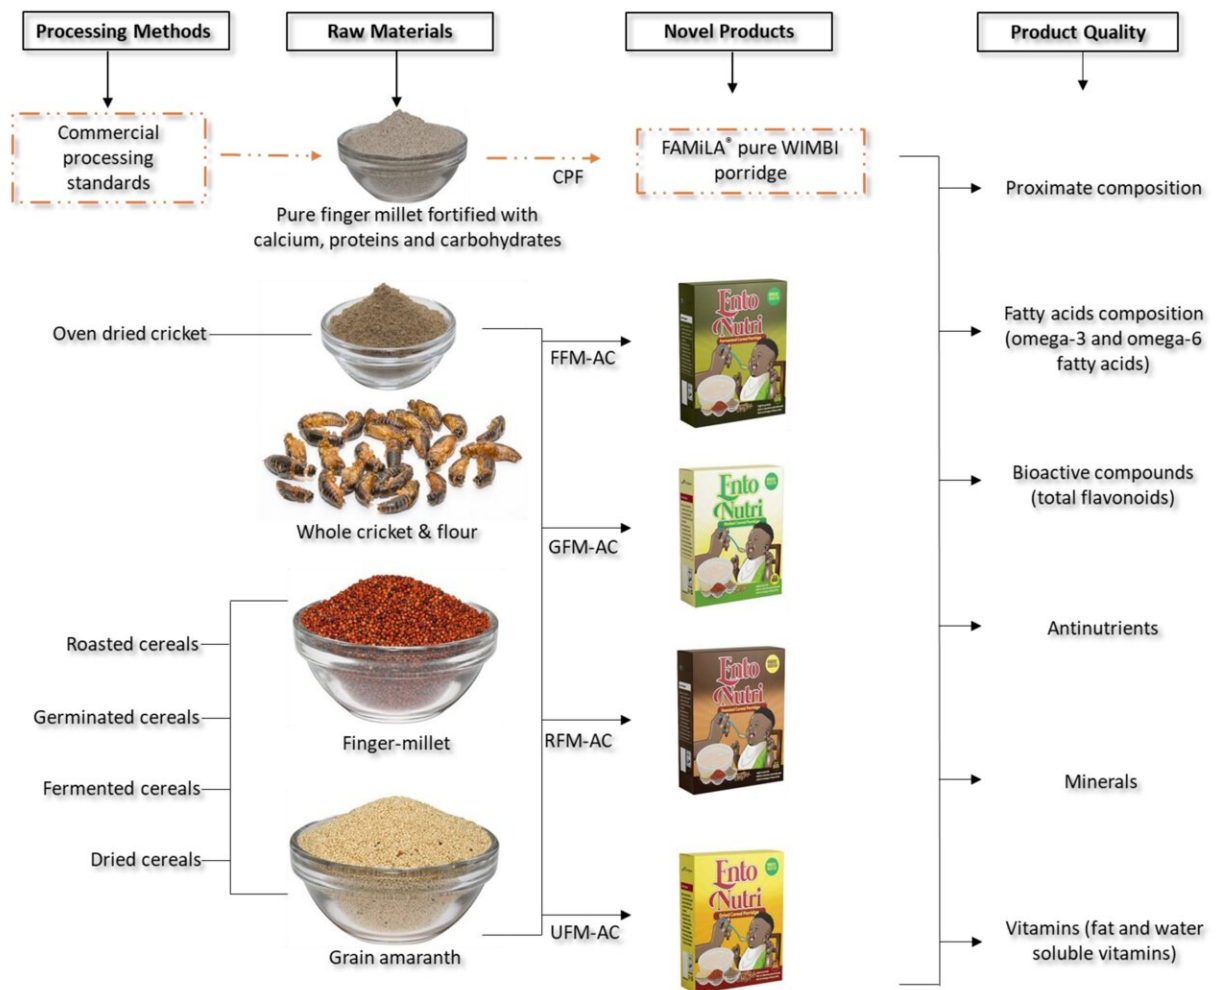 Processing Methods
Raw Materials
Novel Products
Product Quality
Commercial
processing
standards
CPF
FAMiLA® pure WIMBI
porridge
Pure finger millet fortified with
calcium, proteins and carbohydrates
Proximate composition
Oven dried cricket
FFM-AC
Ento
Nutri
Fatty acids composition
(omega-3 and omega-6
fatty acids)
Whole cricket & flour
GFM-AC
Ento
Nutri
Bioactive compounds
(total flavonoids)
Roasted cereals
Germinated cereals
Fermented cereals
Dried cereals
Finger-millet
RFM-AC
Ento
Nutri
Antinutrients
Minerals
Grain amaranth
UFM-AC
Ento
Nutri
Dried Cereal Porridge
Vitamins (fat and water
soluble vitamins)